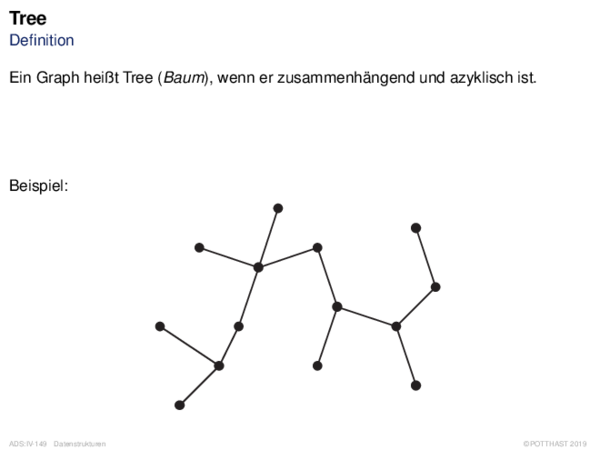 Tree
Definition
Ein Graph heißt Tree (Baum), wenn er zusammenhängend und azyklisch ist.
Beispiel:
ADS:IV-149 Datenstrukturen
©POTTHAST 2019